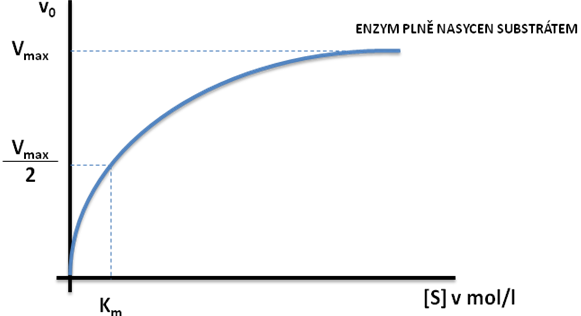 v₀
ENZYM PLNĚ NASYCEN SUBSTRÁTEM
Vₘₐₓ
Vₘₐₓ
2
Kₘ
[S] v mol/l